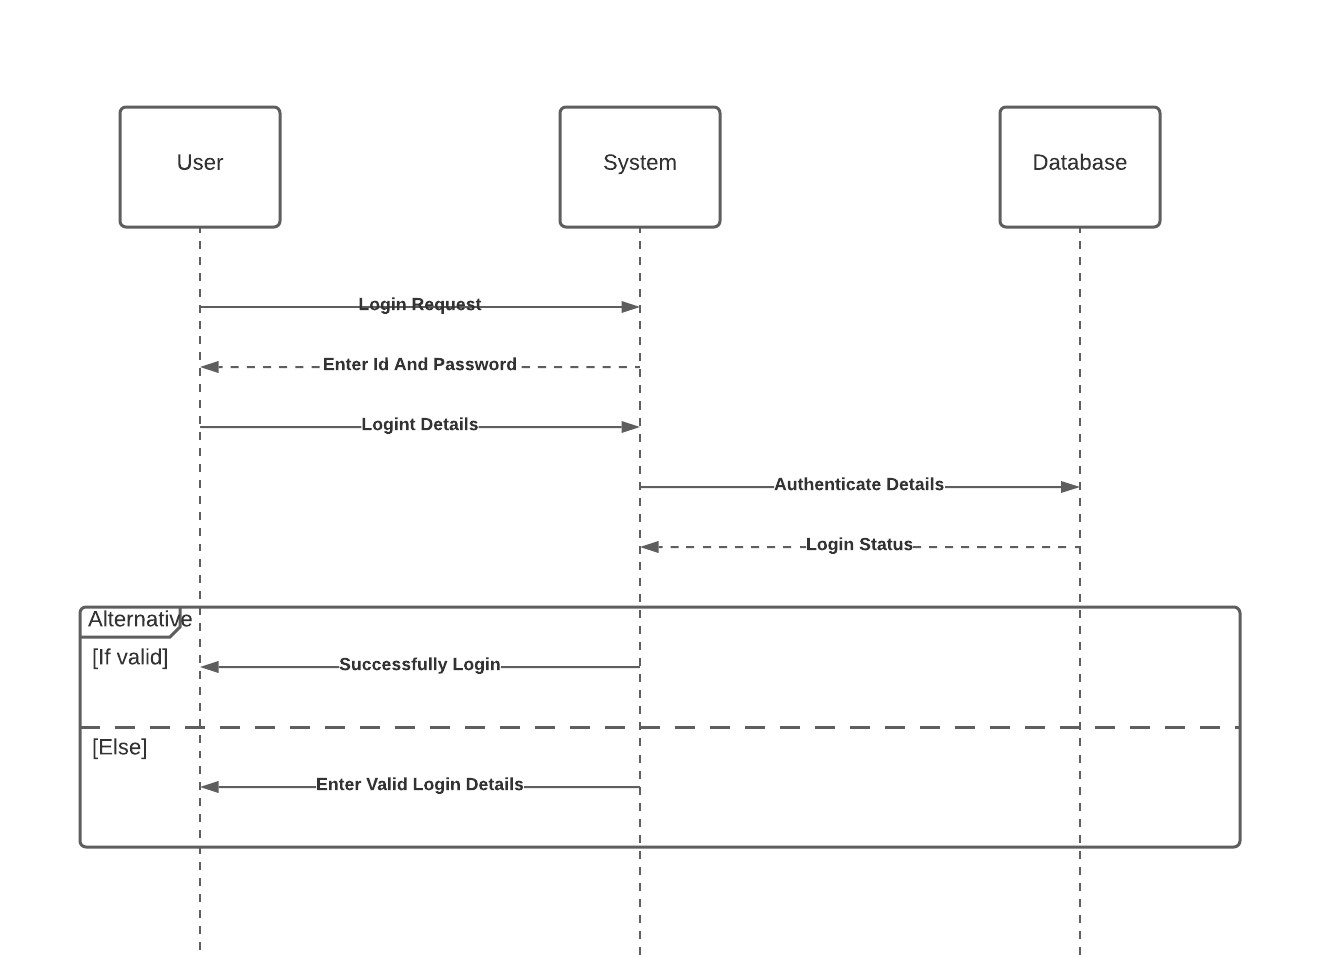 User
System
Database
Login Request
Enter Id And Password
Logint Details
Authenticate Details
Login Status
Alternative
[If valid]
Successfully Login
[Else]
Enter Valid Login Details